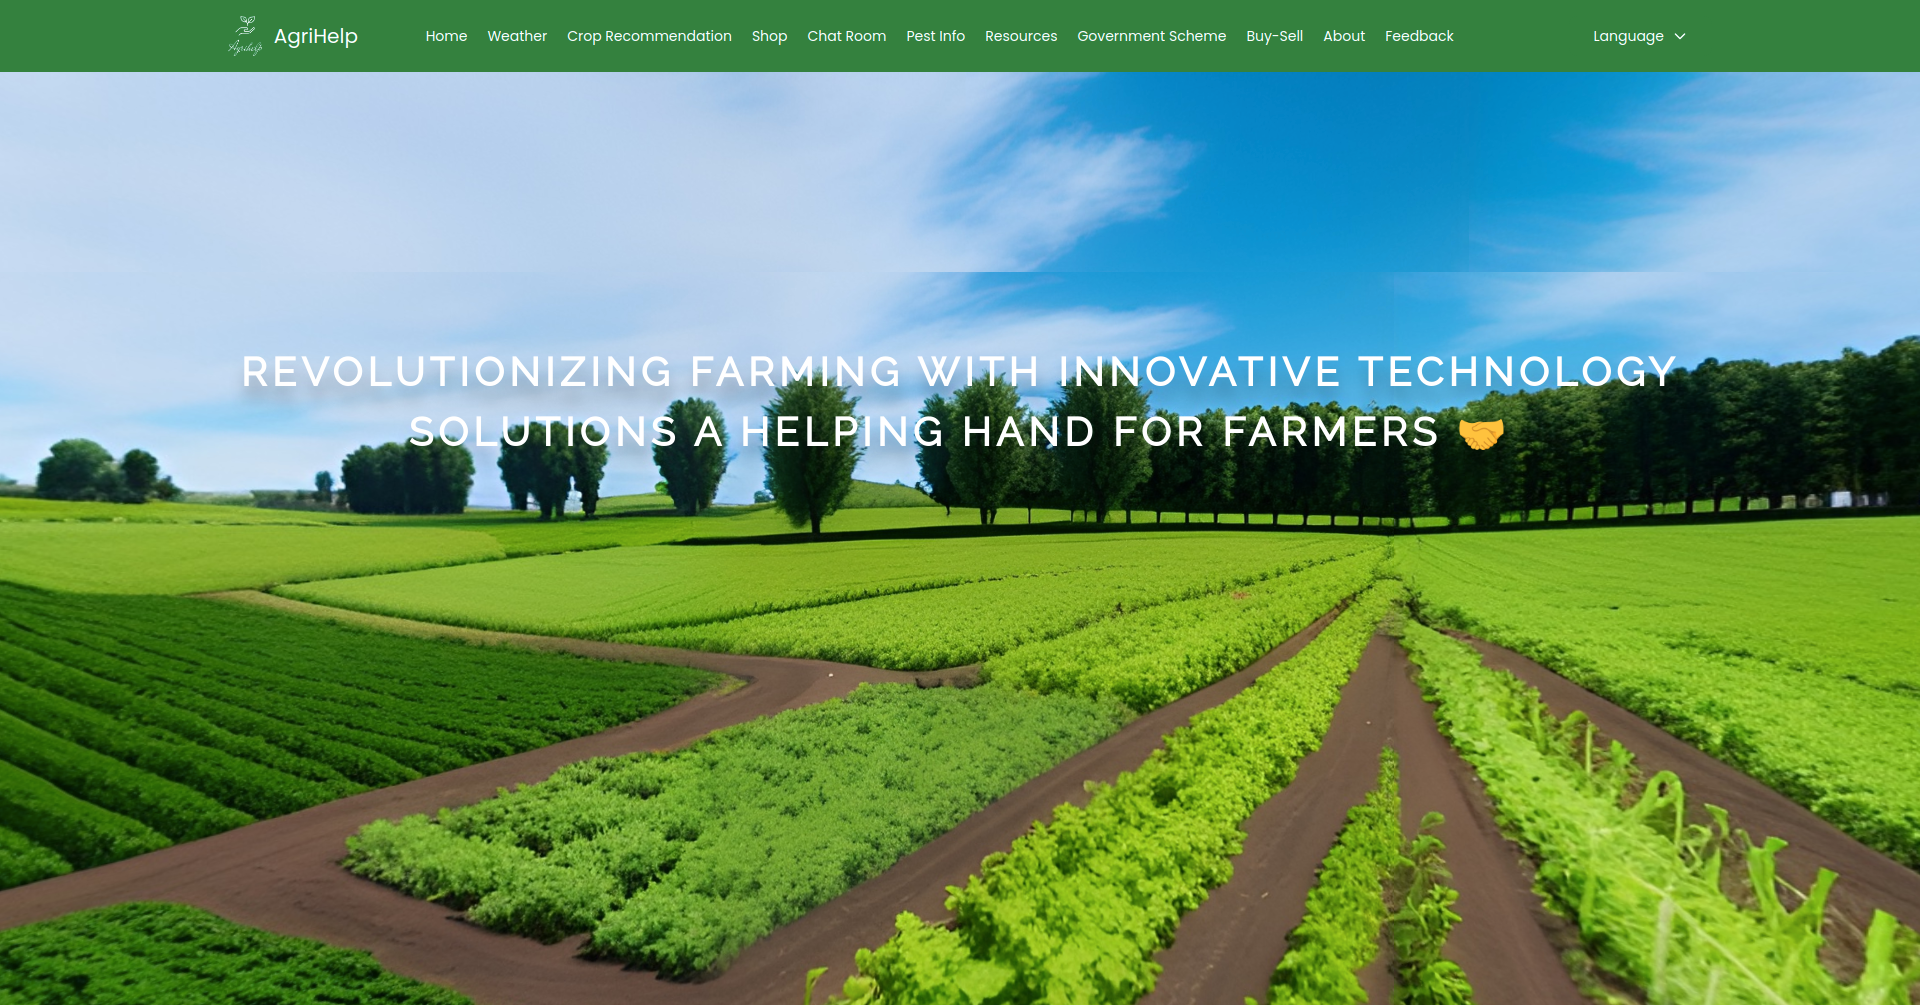 Agrihelp
AgriHelp
Home
Weather
Crop Recommendation
Shop
Chat Room
Pest Info
Resources
Government Scheme
Buy-Sell
About
Feedback
Language
REVOLUTIONIZING FARMING WITH INNOVATIVE TECHNOLOGY
SOLUTIONS A HELPING HAND FOR FARMERS 🤝